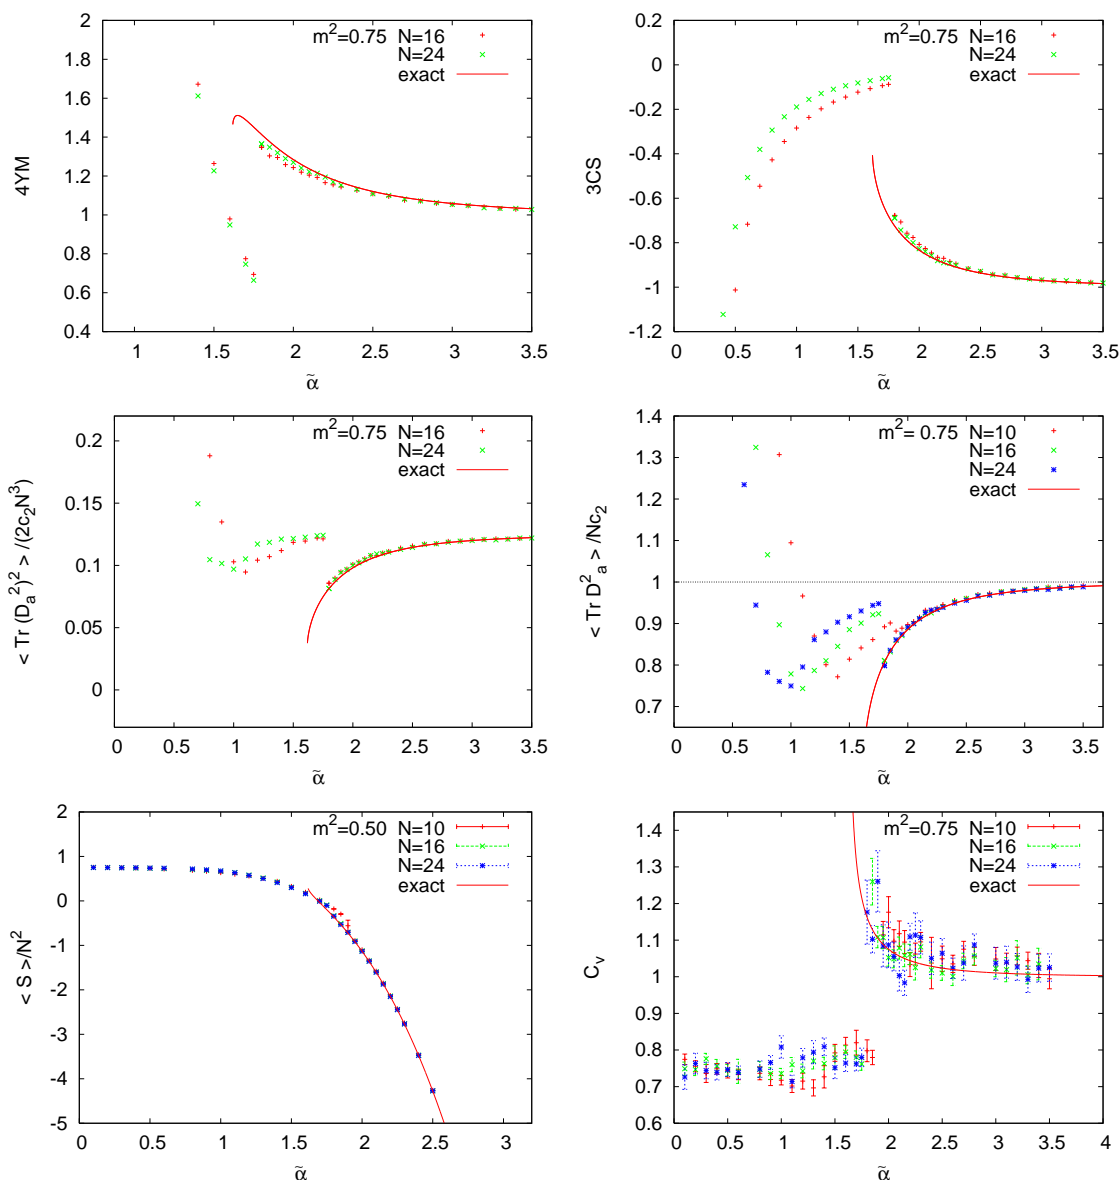 m²=0.75 N=16
N=24
exact
4YM
2
1.8
1.6
1.4
1.2
1
0.8
0.6
0.4
1 1.5 2 2.5 3 3.5
α̃
m²=0.75 N=16
N=24
exact
3CS
0.2
0
-0.2
-0.4
-0.6
-0.8
-1
-1.2
0 0.5 1 1.5 2 2.5 3 3.5
α̃
m²=0.75 N=16
N=24
exact
< Tr (D_a²)² > /(2c₂N³)
0.2
0.15
0.1
0.05
0
0 0.5 1 1.5 2 2.5 3 3.5
α̃
m²= 0.75 N=10
N=16
N=24
exact
< Tr D²_a > /Nc₂
1.4
1.3
1.2
1.1
1
0.9
0.8
0.7
0 0.5 1 1.5 2 2.5 3 3.5
α̃
m²=0.50 N=10
N=16
N=24
exact
< S >/N²
2
1
0
-1
-2
-3
-4
-5
0 0.5 1 1.5 2 2.5 3
α̃
m²=0.75 N=10
N=16
N=24
exact
C_v
1.4
1.3
1.2
1.1
1
0.9
0.8
0.7
0.6
0 0.5 1 1.5 2 2.5 3 3.5 4
α̃